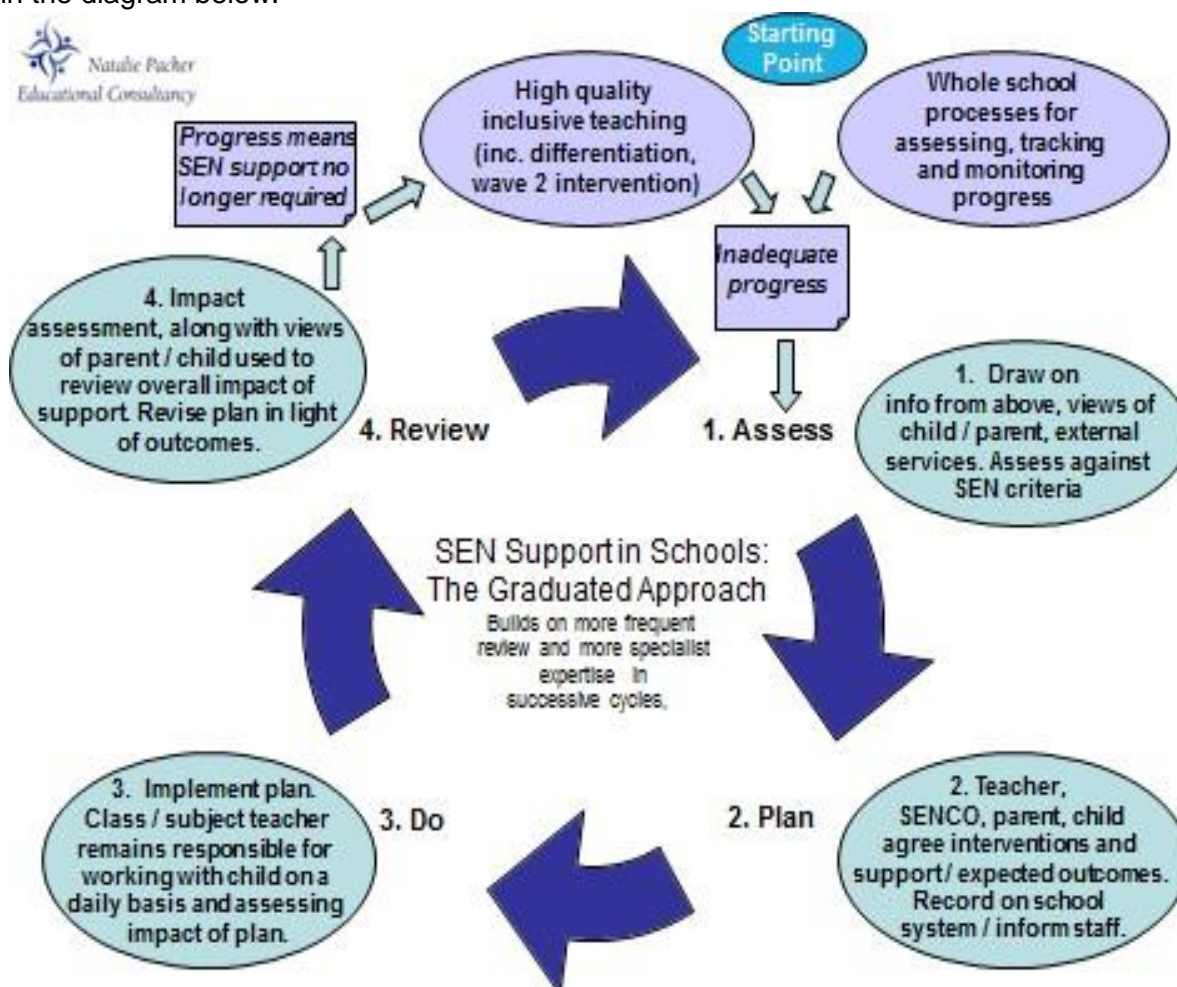 in the diagram below.
Natalie Packer
Educational Consultancy
Starting
Point
High quality
inclusive teaching
(inc. differentiation,
wave 2 intervention)
Whole school
processes for
assessing, tracking
and monitoring
progress
Progress means
SEN support no
longer required
Inadequate
progress
4. Impact
assessment, along with views
of parent / child used to
review overall impact of
support. Revise plan in light
of outcomes.
4. Review
1. Assess
1. Draw on
info from above, views of
child / parent, external
services. Assess against
SEN criteria
SEN Support in Schools:
The Graduated Approach
Builds on more frequent
review and more specialist
expertise in
successive cycles,
3. Implement plan.
Class / subject teacher
remains responsible for
working with child on a
daily basis and assessing
impact of plan.
3. Do
2. Plan
2. Teacher,
SENCO, parent, child
agree interventions and
support / expected outcomes.
Record on school
system / inform staff.